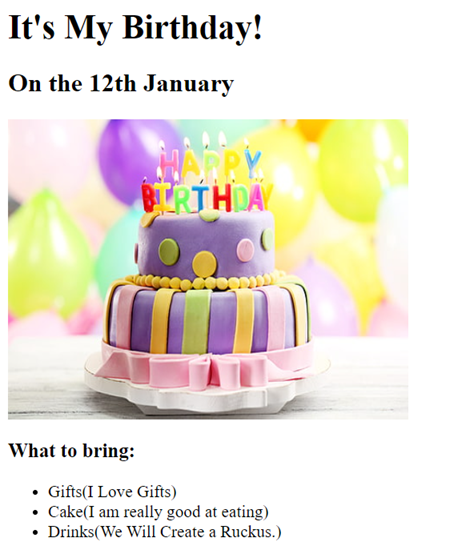 It's My Birthday!
On the 12th January
HAPPY
BIRTHDAY
What to bring:
Gifts(I Love Gifts)
Cake(I am really good at eating)
Drinks(We Will Create a Ruckus.)